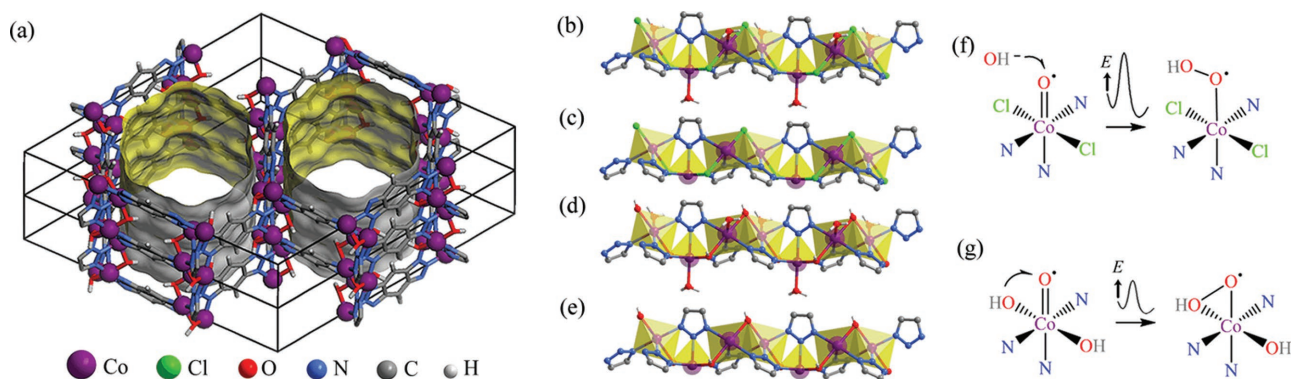 (a)
Co Cl O N C H
(b)
(c)
(d)
(e)
(f)
OH
O•
Cl
N
Co
N
Cl
N
E
HO
O•
Cl
N
Co
N
Cl
N
(g)
O•
HO
N
Co
N
OH
N
E
O•
HO
N
Co
N
OH
N